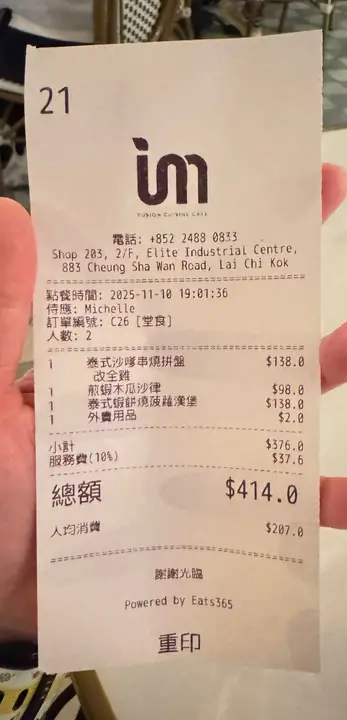 21
im
FUSION CUISINE CAFE
電話: +852 2488 0833
Shop 203, 2/F, Elite Industrial Centre,
883 Cheung Sha Wan Road, Lai Chi Kok
點餐時間: 2025-11-10 19:01:36
侍應: Michelle
訂單編號: C26 [堂食]
人數: 2
1 泰式沙嗲串燒拼盤 $138.0
改全雞
1 煎蝦木瓜沙律 $98.0
1 泰式蝦餅燒菠蘿漢堡 $138.0
1 外賣用品 $2.0
小計 $376.0
服務費(10%) $37.6
總額 $414.0
人均消費 $207.0
謝謝光臨
Powered by Eats365
重印